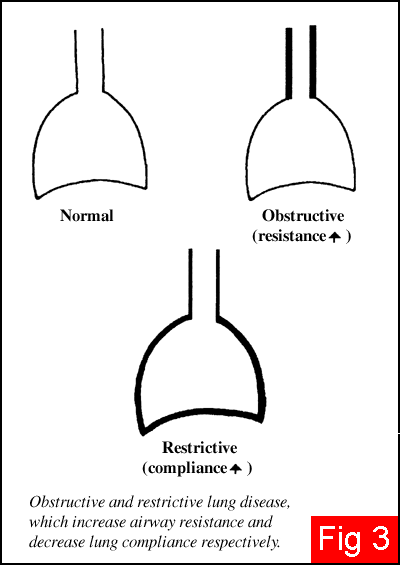 Normal
Obstructive
(resistance ↑ )
Restrictive
(compliance ↑ )
Obstructive and restrictive lung disease,
which increase airway resistance and
decrease lung compliance respectively.
Fig 3